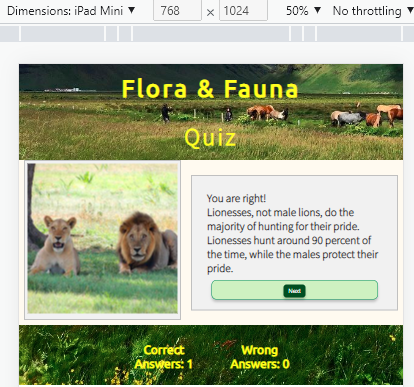 Dimensions: iPad Mini ▼ 768 × 1024 50% ▼ No throttling ▼
Flora & Fauna
Quiz
You are right!
Lionesses, not male lions, do the
majority of hunting for their pride.
Lionesses hunt around 90 percent of
the time, while the males protect their
pride.
Next
Correct Wrong
Answers: 1 Answers: 0